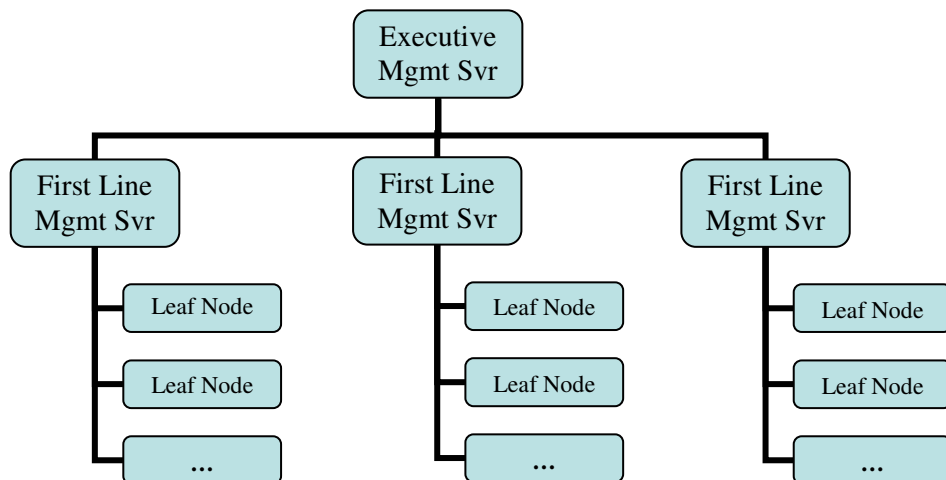 Executive
Mgmt Svr
First Line
Mgmt Svr
First Line
Mgmt Svr
First Line
Mgmt Svr
Leaf Node
Leaf Node
Leaf Node
Leaf Node
Leaf Node
Leaf Node
...
...
...